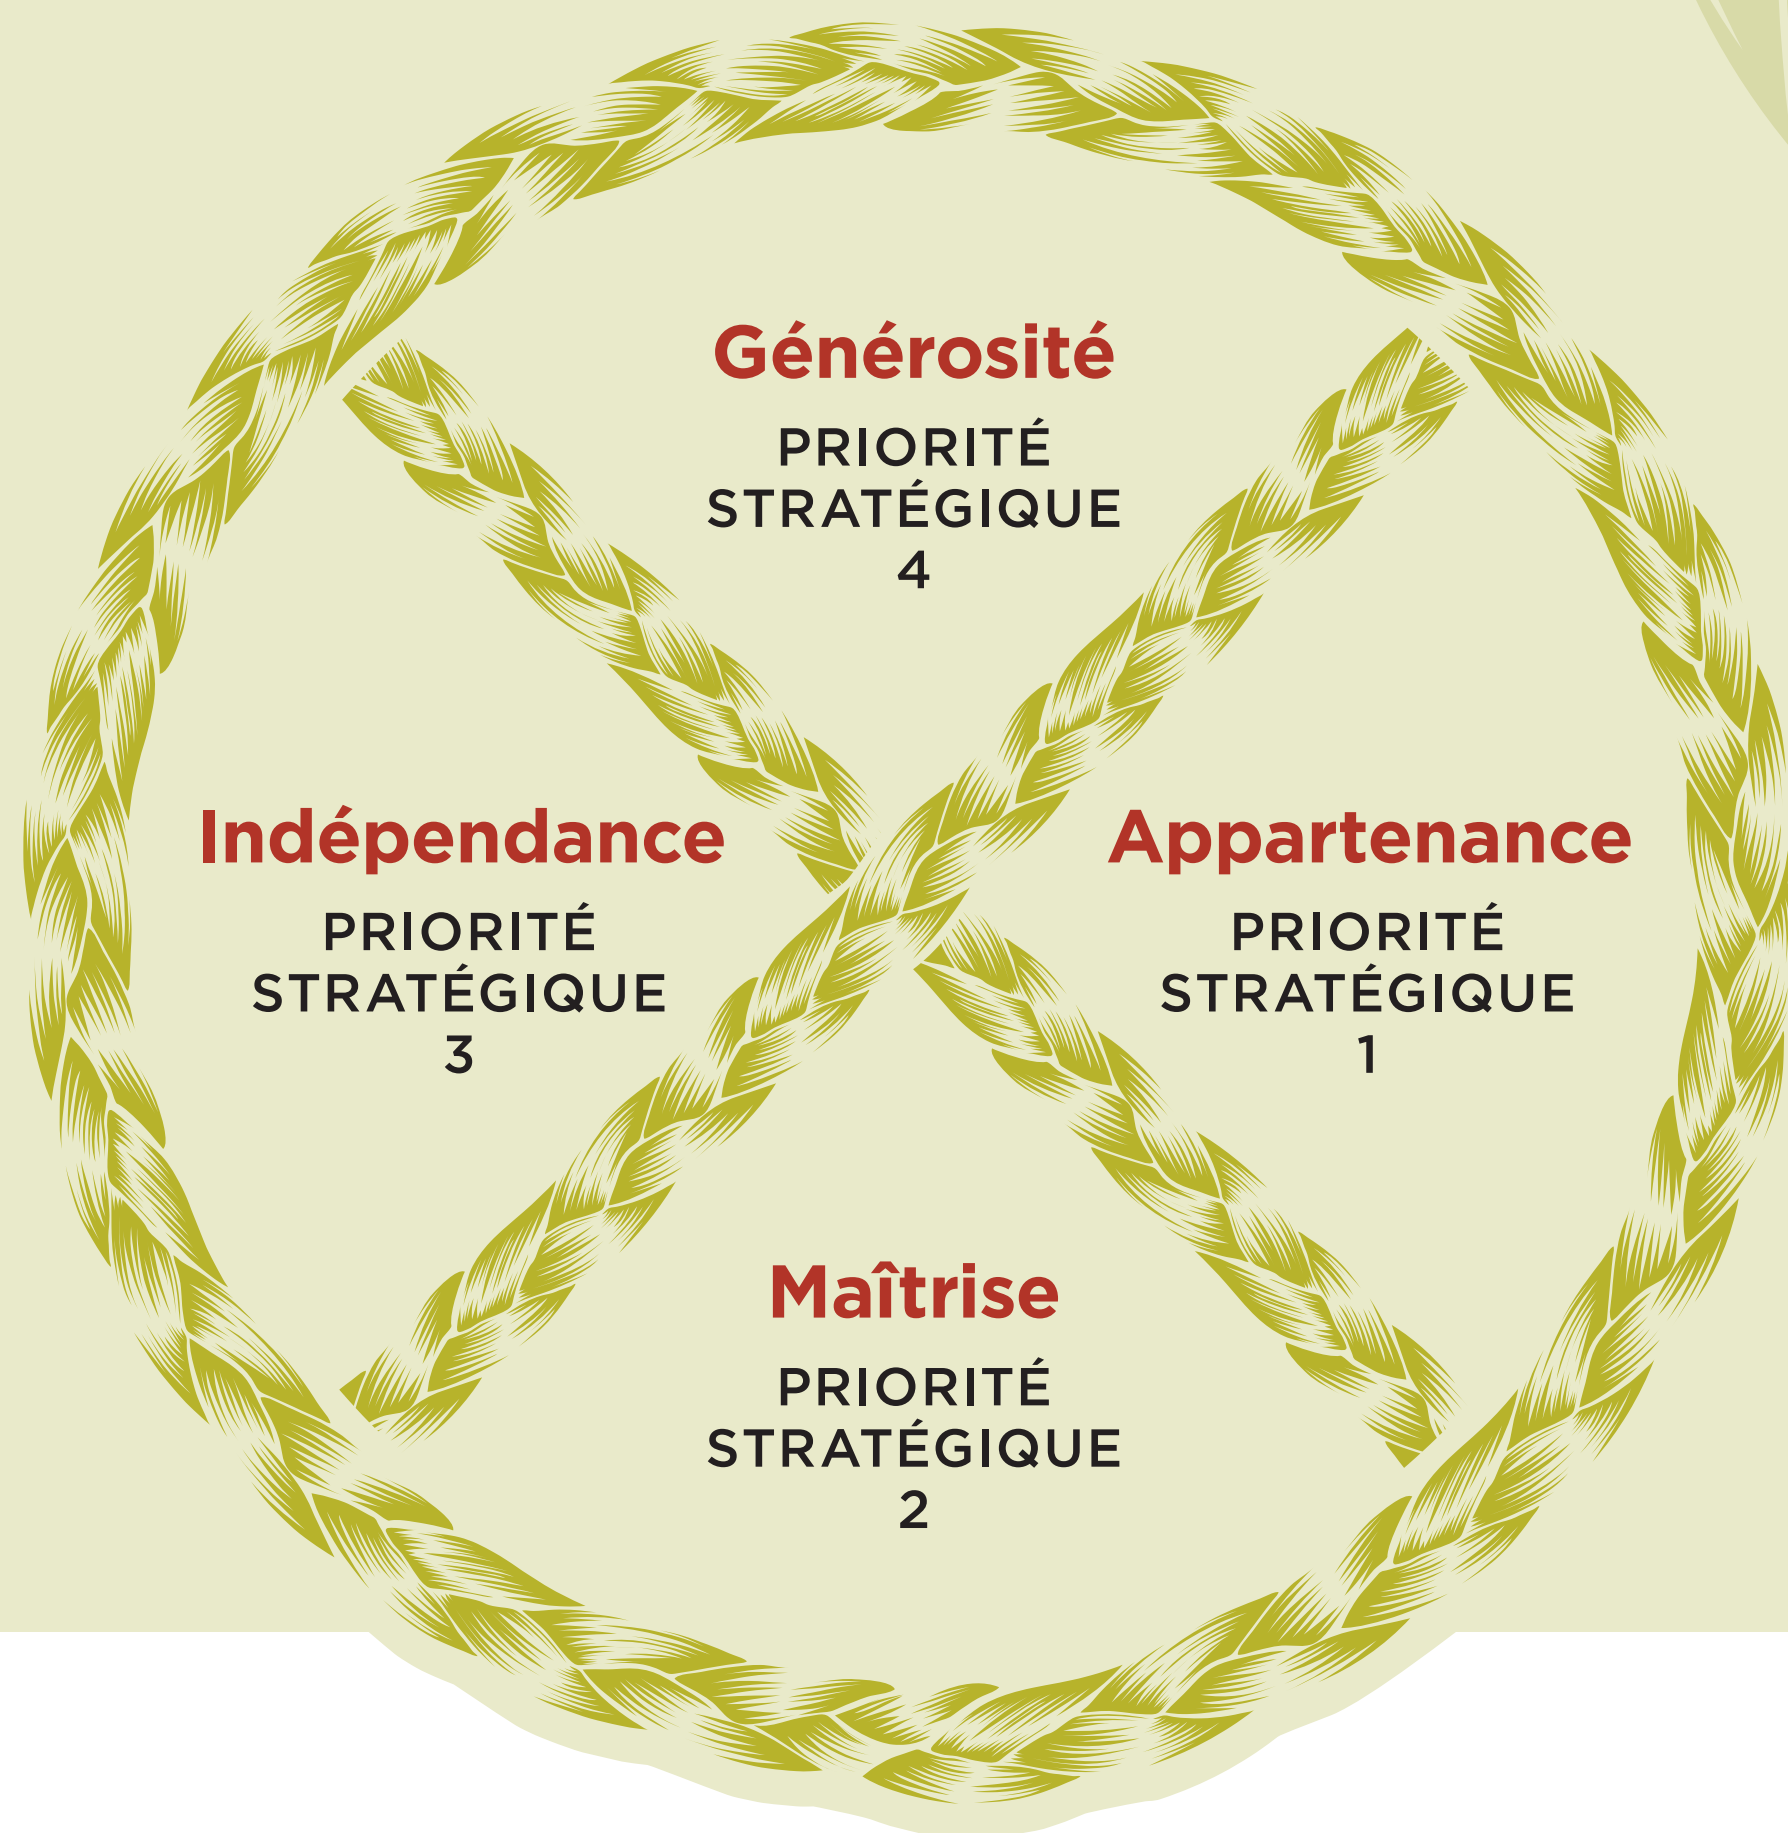 Générosité
PRIORITÉ
STRATÉGIQUE
4
Indépendance
PRIORITÉ
STRATÉGIQUE
3
Appartenance
PRIORITÉ
STRATÉGIQUE
1
Maîtrise
PRIORITÉ
STRATÉGIQUE
2